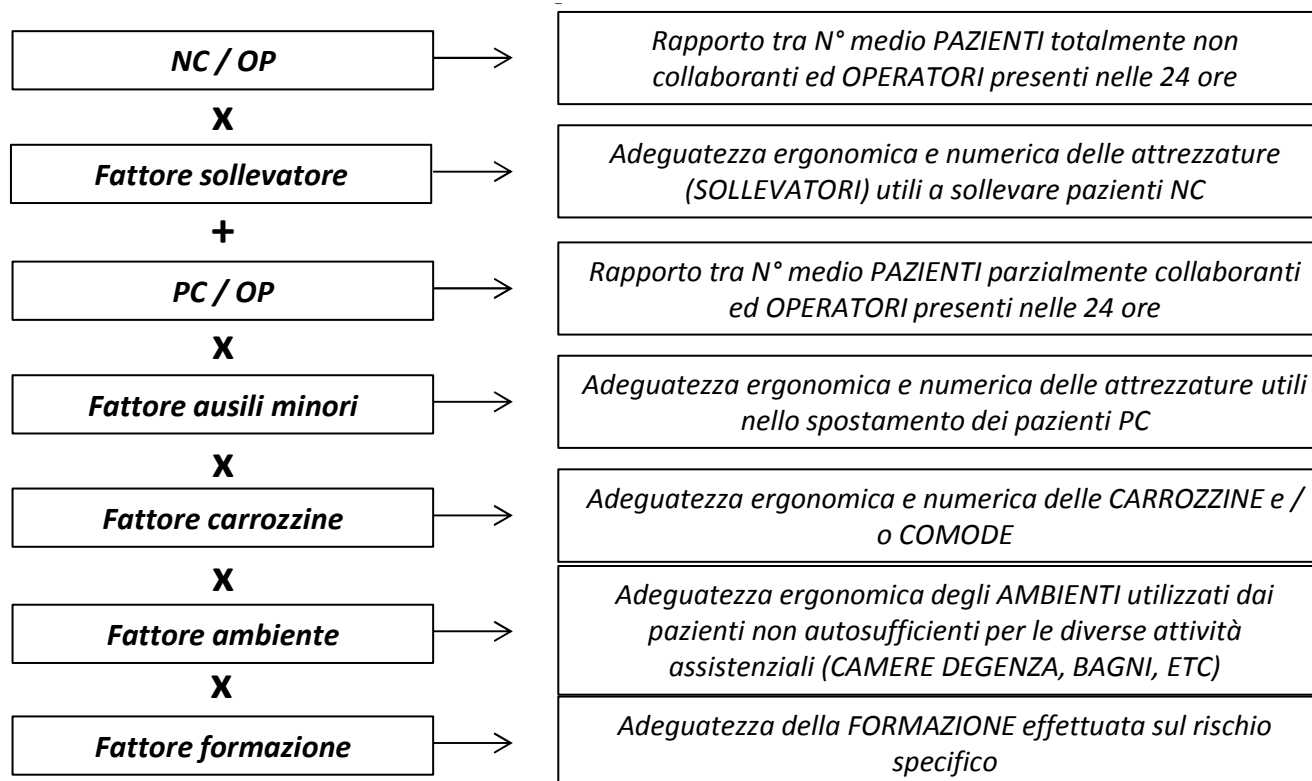 NC / OP
Rapporto tra N° medio PAZIENTI totalmente non
collaboranti ed OPERATORI presenti nelle 24 ore
x
Fattore sollevatore
Adeguatezza ergonomica e numerica delle attrezzature
(SOLLEVATORI) utili a sollevare pazienti NC
+
PC / OP
Rapporto tra N° medio PAZIENTI parzialmente collaboranti
ed OPERATORI presenti nelle 24 ore
x
Fattore ausili minori
Adeguatezza ergonomica e numerica delle attrezzature utili
nello spostamento dei pazienti PC
x
Fattore carrozzine
Adeguatezza ergonomica e numerica delle CARROZZINE e /
o COMODE
x
Fattore ambiente
Adeguatezza ergonomica degli AMBIENTI utilizzati dai
pazienti non autosufficienti per le diverse attività
assistenziali (CAMERE DEGENZA, BAGNI, ETC)
x
Fattore formazione
Adeguatezza della FORMAZIONE effettuata sul rischio
specifico